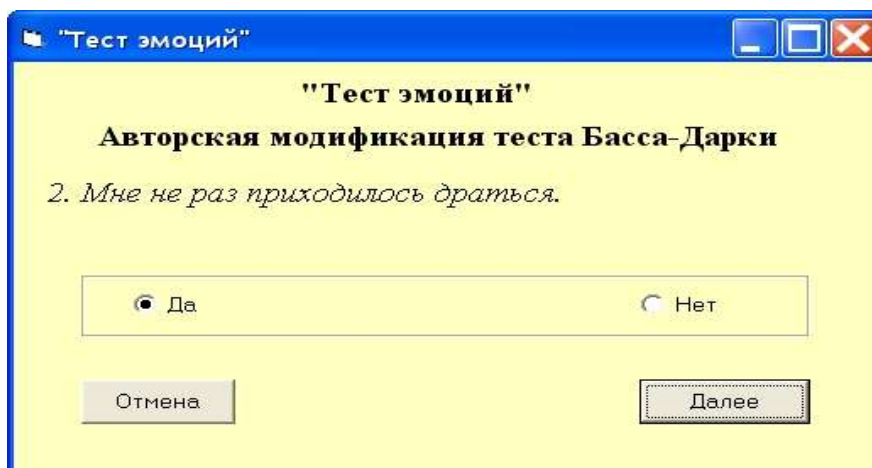 "Тест эмоций"
"Тест эмоций"
Авторская модификация теста Басса-Дарки
2. Мне не раз приходилось драться.
Да
Нет
Отмена
Далее